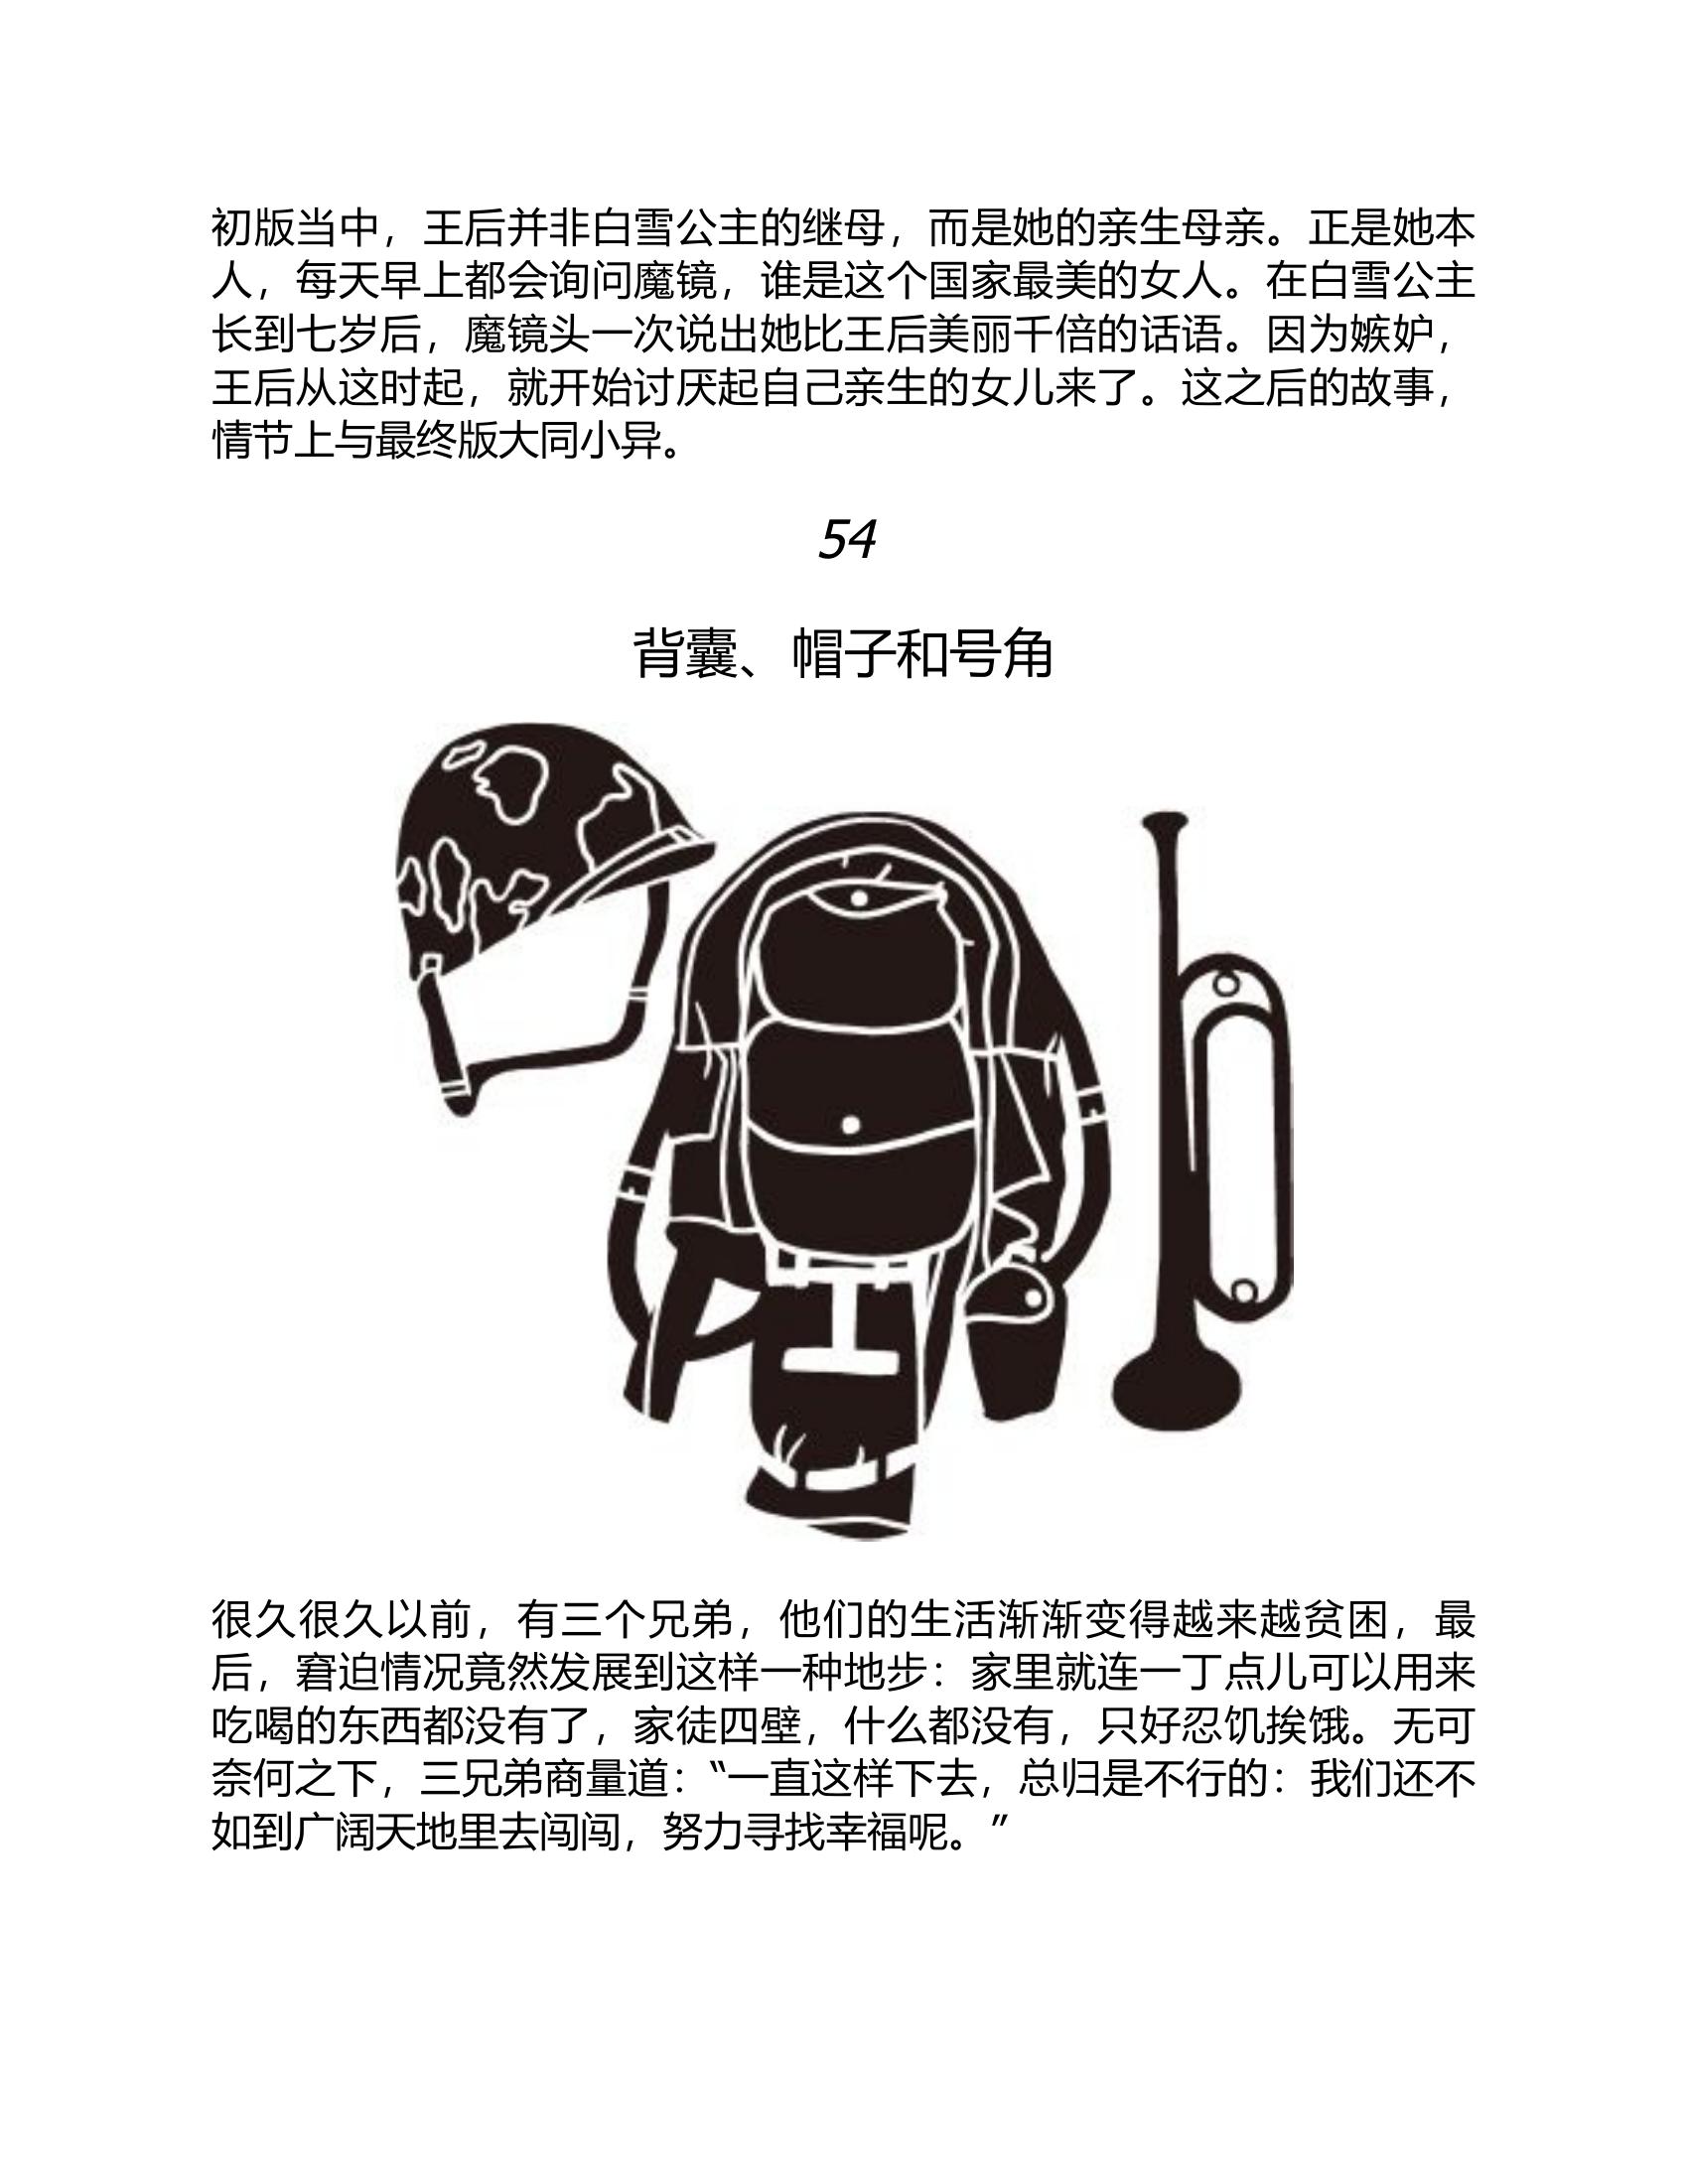 初版当中，王后并非白雪公主的继母，而是她的亲生母亲。正是她本
人，每天早上都会询问魔镜，谁是这个国家最美的女人。在白雪公主
长到七岁后，魔镜头一次说出她比王后美丽千倍的话语。因为嫉妒，
王后从这时起，就开始讨厌起自己亲生的女儿来了。这之后的故事，
情节上与最终版大同小异。
54
背囊、帽子和号角
很久很久以前，有三个兄弟，他们的生活渐渐变得越来越贫困，最
后，窘迫情况竟然发展到这样一种地步：家里就连一丁点儿可以用来
吃喝的东西都没有了，家徒四壁，什么都没有，只好忍饥挨饿。无可
奈何之下，三兄弟商量道：“一直这样下去，总归是不行的：我们还不
如到广阔天地里去闯闯，努力寻找幸福呢。”